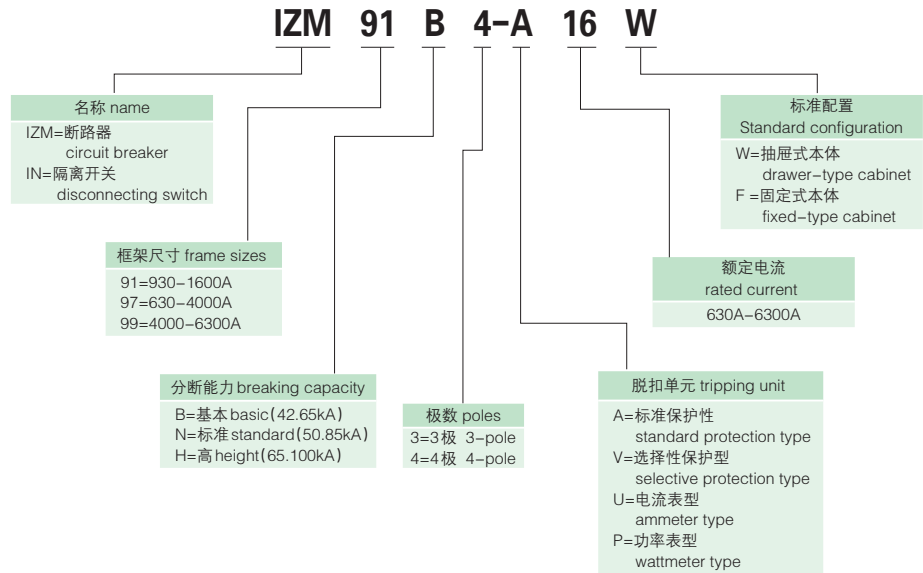 IZM 91 B 4-A 16 W
名称 name
IZM=断路器
circuit breaker
IN=隔离开关
disconnecting switch
标准配置
Standard configuration
W=抽屉式本体
drawer-type cabinet
F =固定式本体
fixed-type cabinet
框架尺寸 frame sizes
91=930-1600A
97=630-4000A
99=4000-6300A
额定电流
rated current
630A-6300A
分断能力 breaking capacity
B=基本 basic(42.65kA)
N=标准 standard(50.85kA)
H=高 height(65.100kA)
极数 poles
3=3极 3-pole
4=4极 4-pole
脱扣单元 tripping unit
A=标准保护性
standard protection type
V=选择性保护型
selective protection type
U=电流表型
ammeter type
P=功率表型
wattmeter type